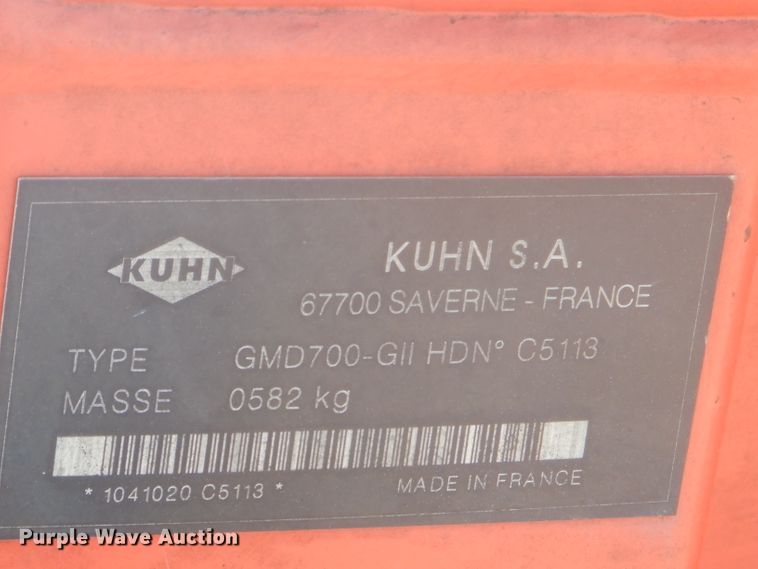 KUHN
KUHN S.A.
67700 SAVERNE - FRANCE
TYPE GMD700-GII HDN° C5113
MASSE 0582 kg
* 1041020 C5113 * MADE IN FRANCE
Purple Wave Auction